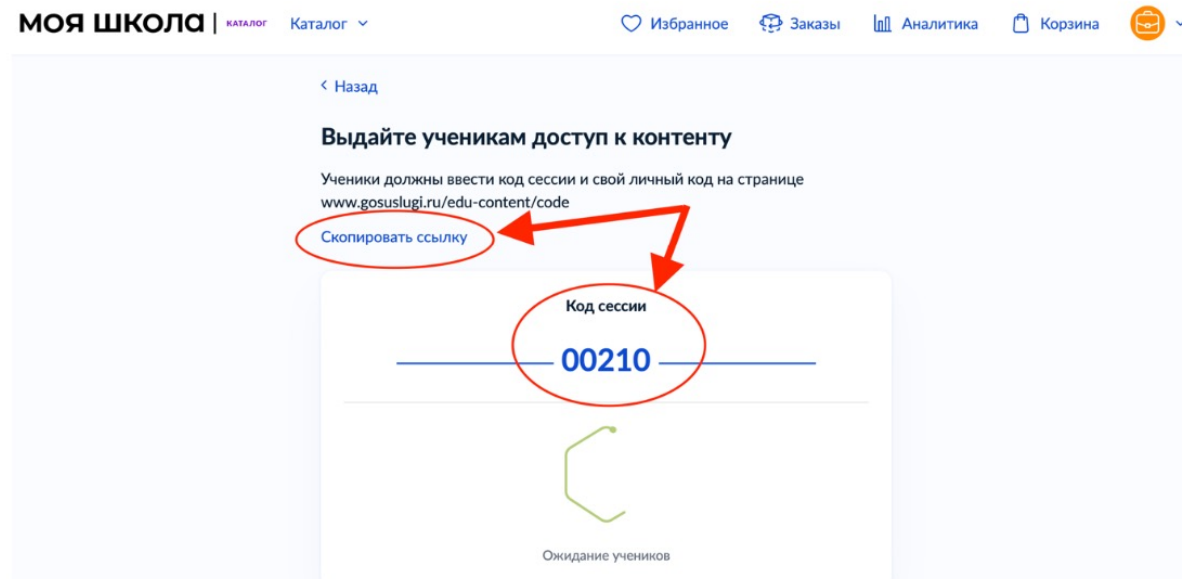 МОЯ ШКОЛА | КАТАЛОГ Каталог Избранное Заказы Аналитика Корзина
Назад
Выдайте ученикам доступ к контенту
Ученики должны ввести код сессии и свой личный код на странице
www.gosuslugi.ru/edu-content/code
Скопировать ссылку
Код сессии
00210
Ожидание учеников